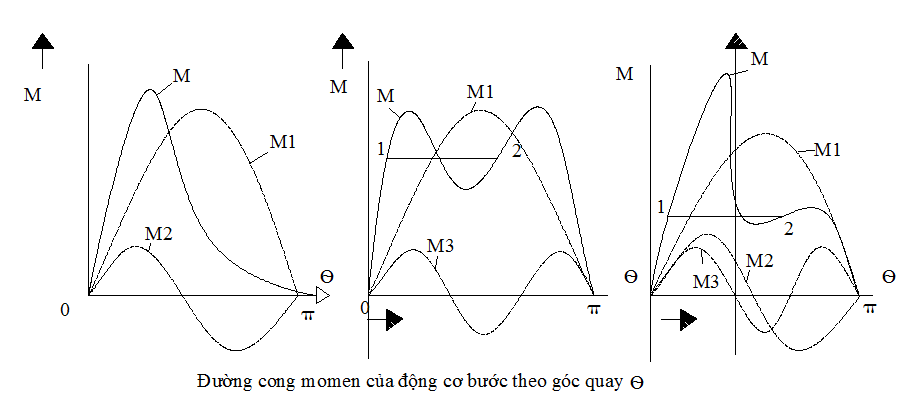 M
M
M1
M2
0
Θ
π
M
M
M1
1
2
M3
0
Θ
π
M
M
M1
1
2
M3
M2
Θ
π
Đường cong momen của động cơ bước theo góc quay Θ